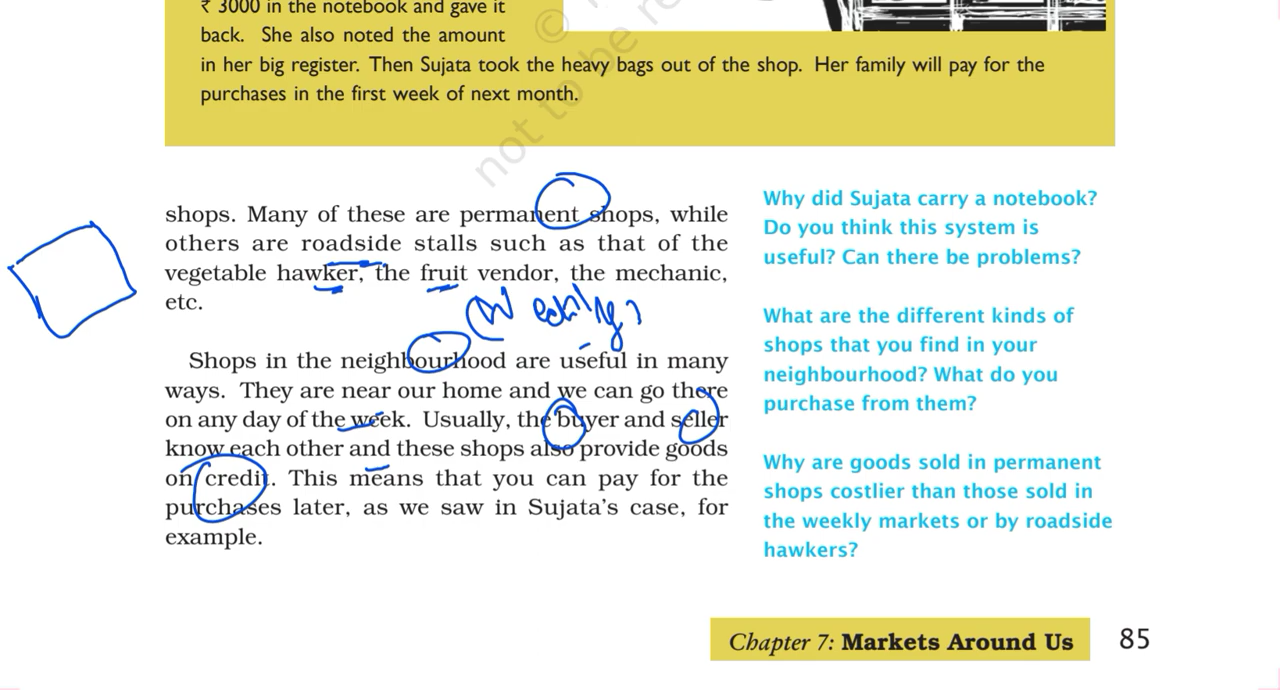 ₹ 3000 in the notebook and gave it
back. She also noted the amount
in her big register. Then Sujata took the heavy bags out of the shop. Her family will pay for the
purchases in the first week of next month.
©
not to be
shops. Many of these are permanent shops, while
others are roadside stalls such as that of the
vegetable hawker, the fruit vendor, the mechanic,
etc.
Shops in the neighbourhood are useful in many
ways. They are near our home and we can go there
on any day of the week. Usually, the buyer and seller
know each other and these shops also provide goods
on credit. This means that you can pay for the
purchases later, as we saw in Sujata's case, for
example.
Why did Sujata carry a notebook?
Do you think this system is
useful? Can there be problems?
What are the different kinds of
shops that you find in your
neighbourhood? What do you
purchase from them?
Why are goods sold in permanent
shops costlier than those sold in
the weekly markets or by roadside
hawkers?
Chapter 7: Markets Around Us 85